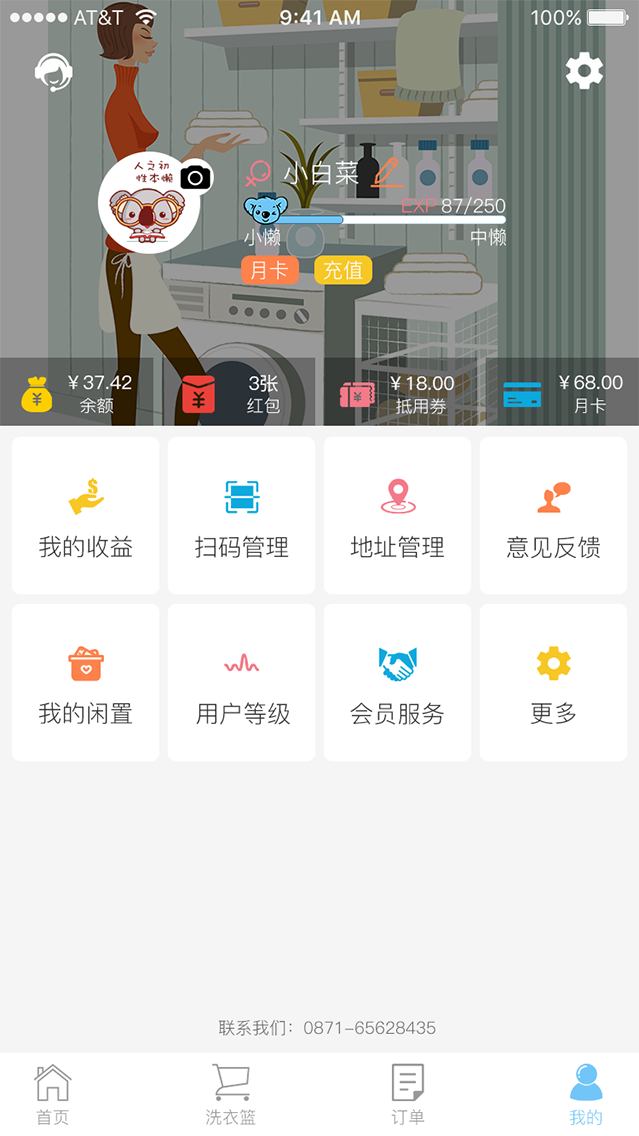 AT&T 9:41 AM 100%
人之初
性本懒
小白菜
EXP 87/250
小懒 中懒
月卡 充值
¥37.42 3张 ¥18.00 ¥68.00
余额 红包 抵用券 月卡
我的收益 扫码管理 地址管理 意见反馈
我的闲置 用户等级 会员服务 更多
联系我们：0871-65628435
首页 洗衣篮 订单 我的